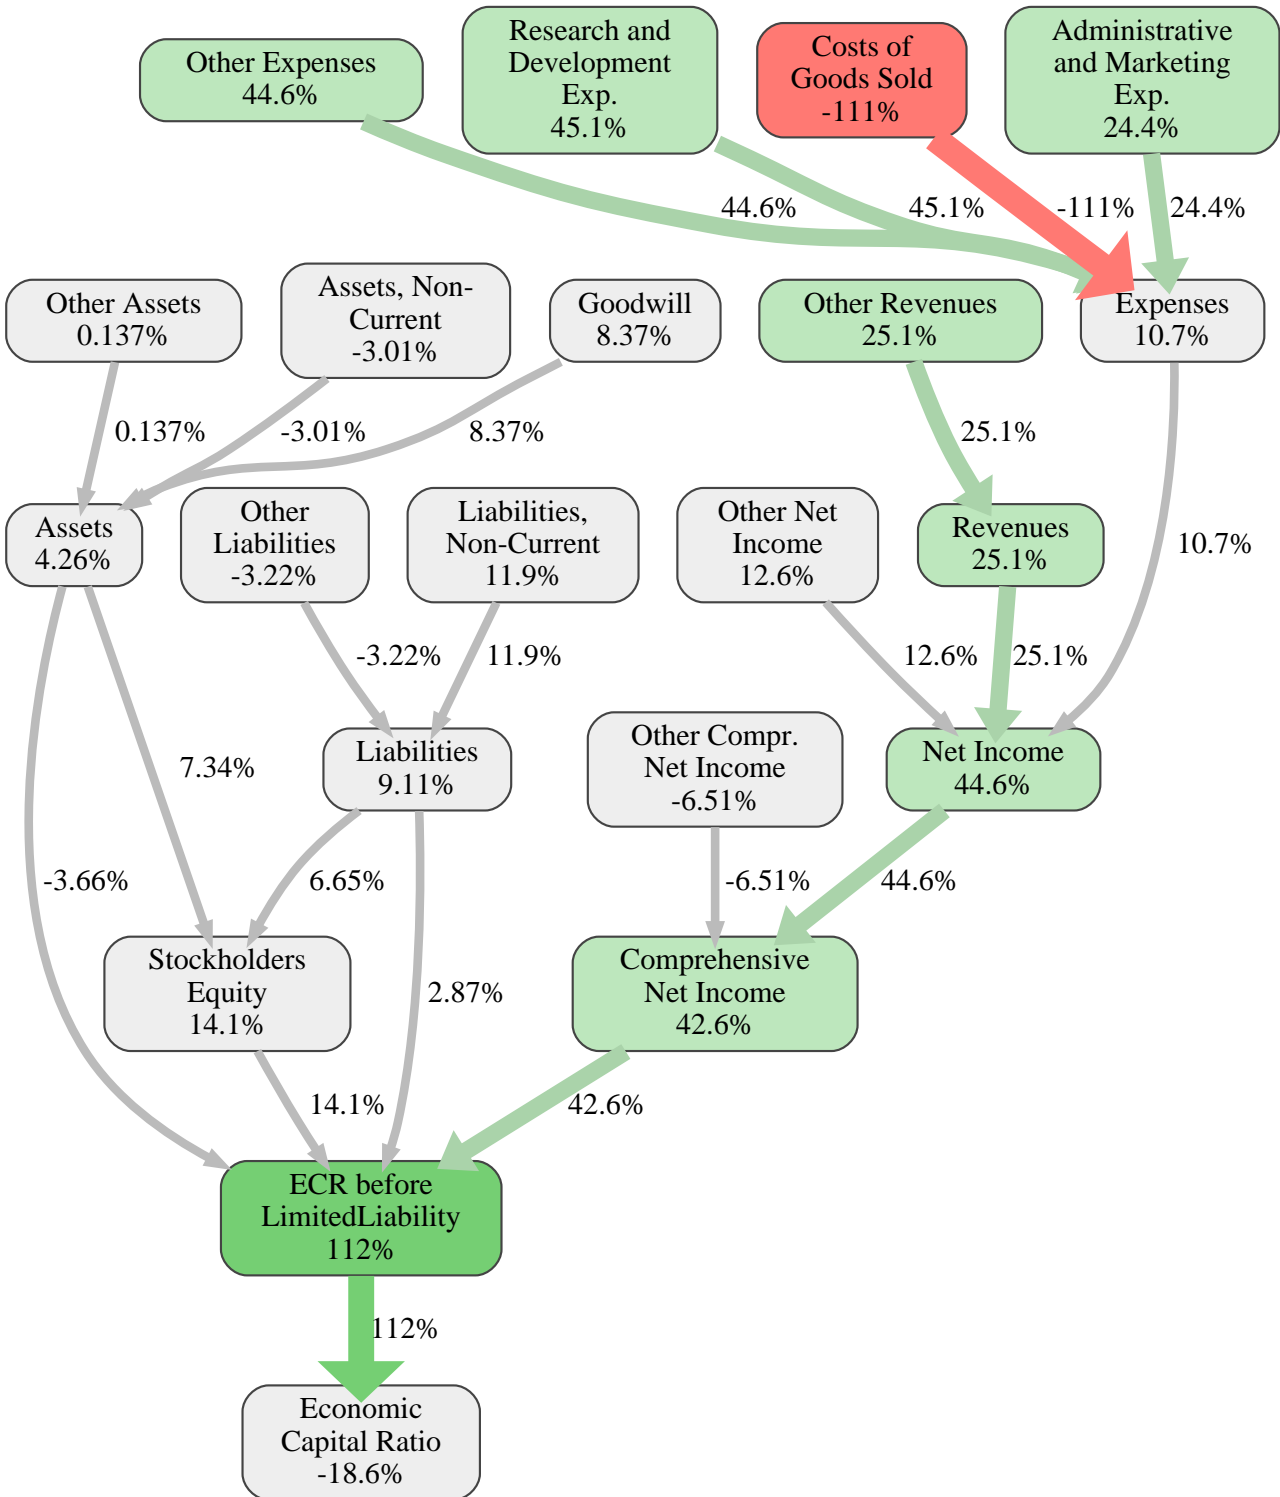 Other Expenses
44.6%
Research and
Development
Exp.
45.1%
Costs of
Goods Sold
-111%
Administrative
and Marketing
Exp.
24.4%
44.6%
45.1%
-111%
24.4%
Other Assets
0.137%
Assets, Non-
Current
-3.01%
Goodwill
8.37%
Other Revenues
25.1%
Expenses
10.7%
0.137%
-3.01%
8.37%
25.1%
10.7%
Assets
4.26%
Other
Liabilities
-3.22%
Liabilities,
Non-Current
11.9%
Other Net
Income
12.6%
Revenues
25.1%
-3.22%
11.9%
12.6%
25.1%
7.34%
Liabilities
9.11%
Other Compr.
Net Income
-6.51%
Net Income
44.6%
-3.66%
6.65%
2.87%
-6.51%
44.6%
Stockholders
Equity
14.1%
Comprehensive
Net Income
42.6%
14.1%
42.6%
ECR before
LimitedLiability
112%
112%
Economic
Capital Ratio
-18.6%